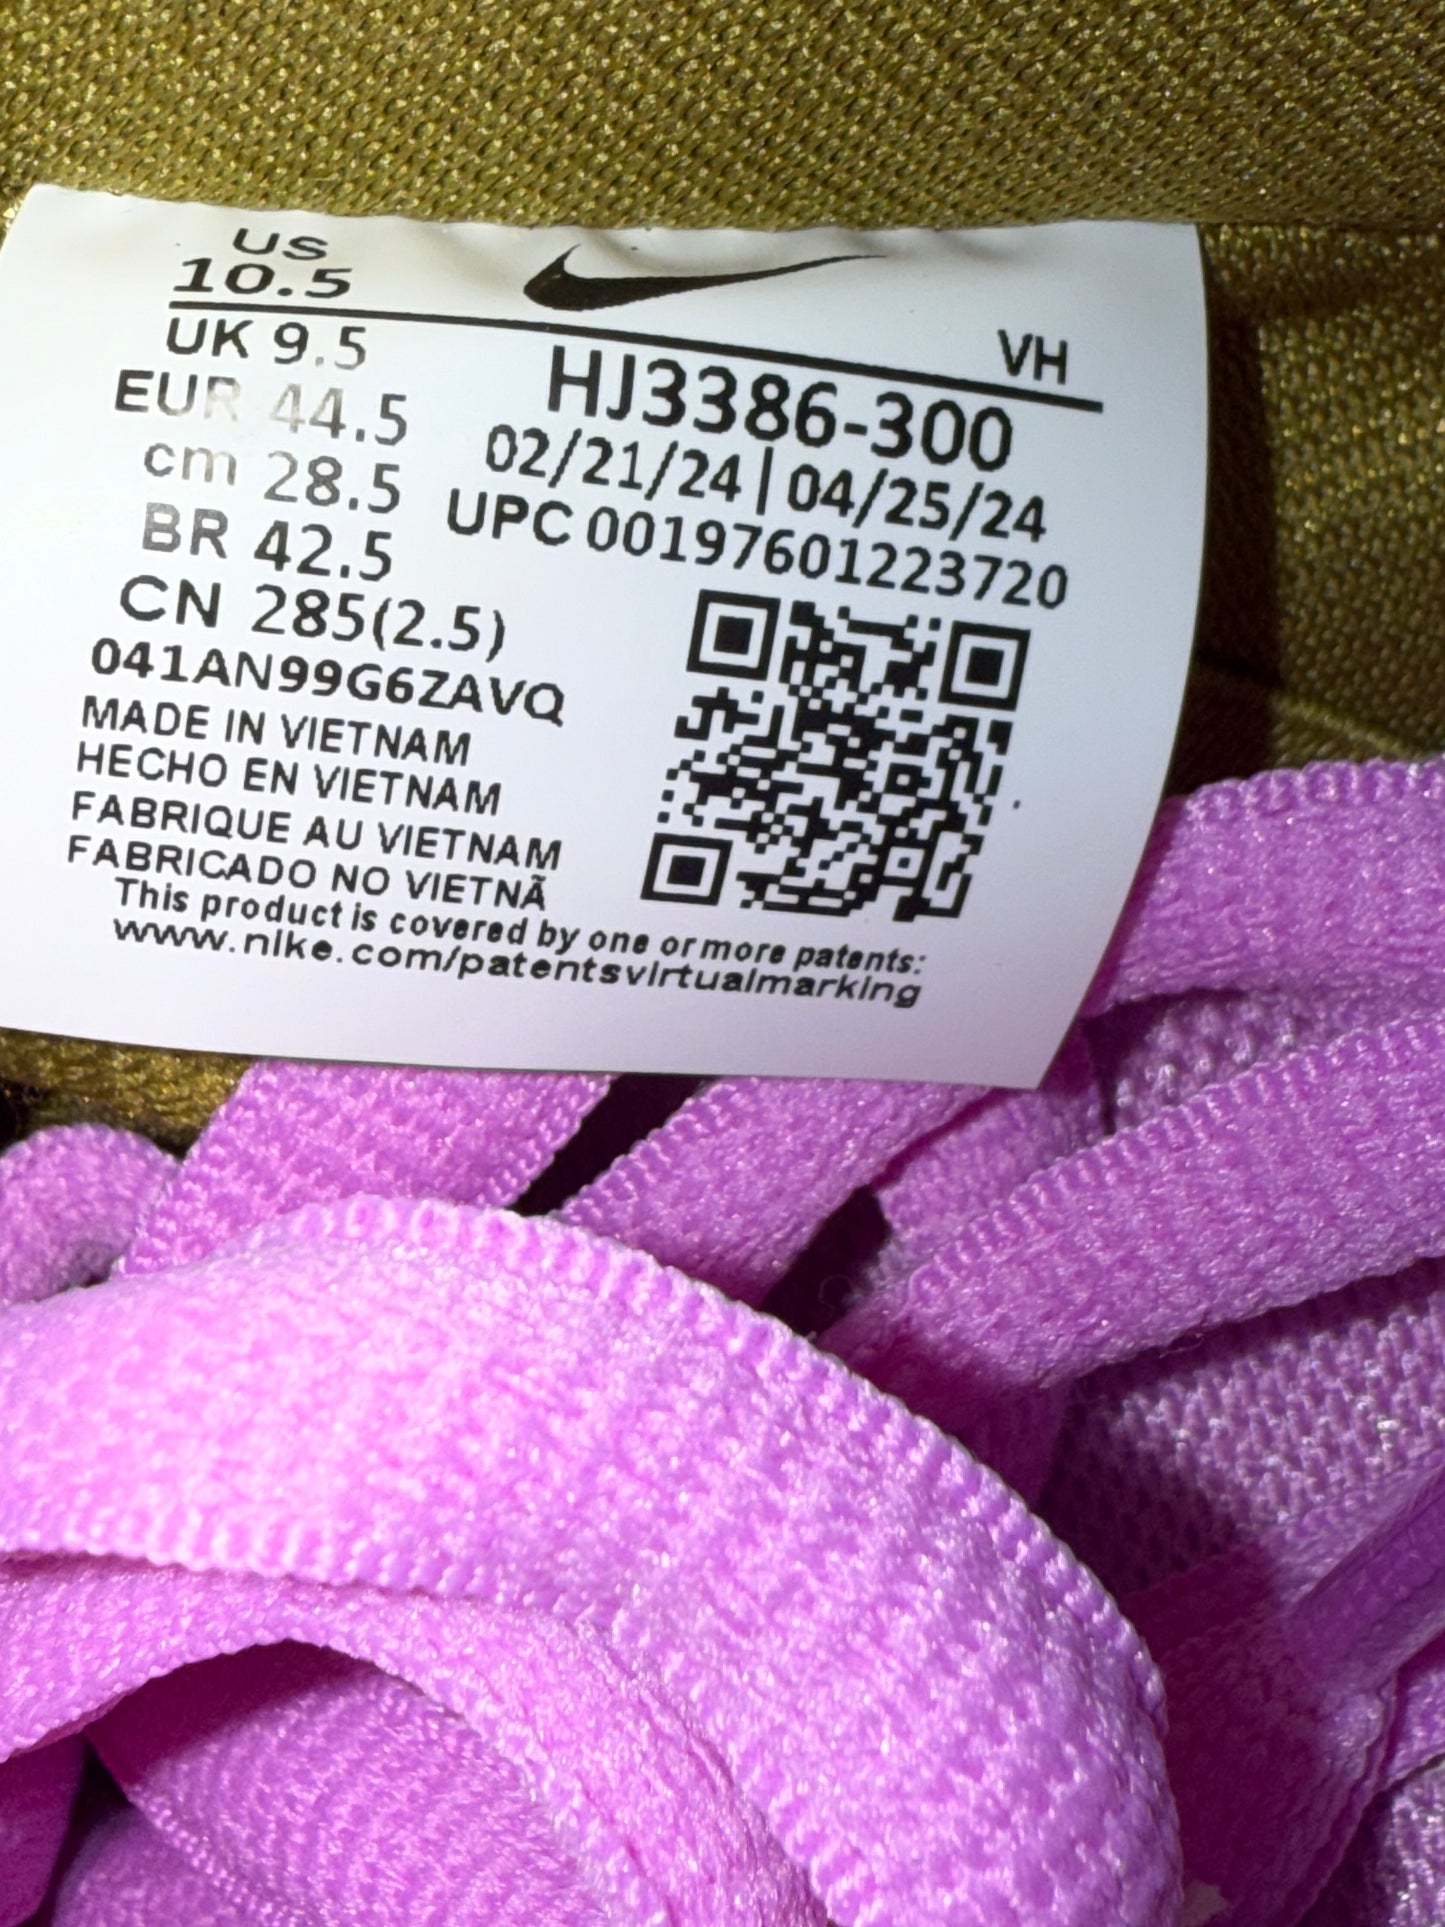 US
10.5
VH
UK 9.5
HJ3386-300
EUR 44.5
02/21/24 | 04/25/24
cm 28.5
UPC 00197601223720
BR 42.5
CN 285(2.5)
041AN99G6ZAVQ
MADE IN VIETNAM
HECHO EN VIETNAM
FABRIQUE AU VIETNAM
FABRICADO NO VIETNÃ
This product is covered by one or more patents:
www.nike.com/patentsvirtualmarking